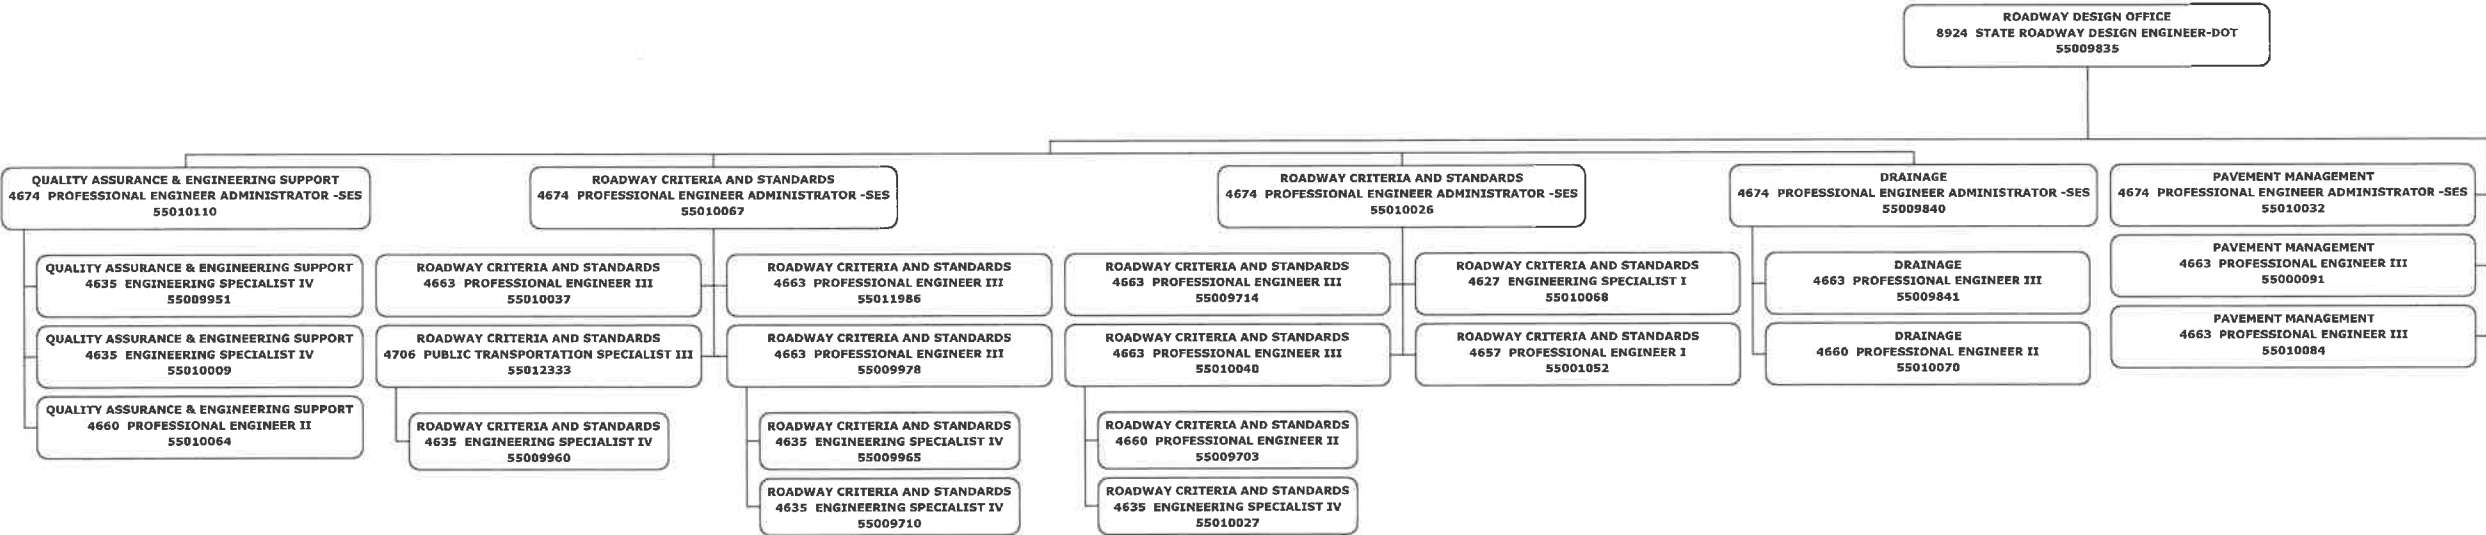 ROADWAY DESIGN OFFICE
8924 STATE ROADWAY DESIGN ENGINEER-DOT
55009835
QUALITY ASSURANCE & ENGINEERING SUPPORT
4674 PROFESSIONAL ENGINEER ADMINISTRATOR -SES
55010110
ROADWAY CRITERIA AND STANDARDS
4674 PROFESSIONAL ENGINEER ADMINISTRATOR -SES
55010067
ROADWAY CRITERIA AND STANDARDS
4674 PROFESSIONAL ENGINEER ADMINISTRATOR -SES
55010026
DRAINAGE
4674 PROFESSIONAL ENGINEER ADMINISTRATOR -SES
55009840
PAVEMENT MANAGEMENT
4674 PROFESSIONAL ENGINEER ADMINISTRATOR -SES
55010032
QUALITY ASSURANCE & ENGINEERING SUPPORT
4635 ENGINEERING SPECIALIST IV
55009951
ROADWAY CRITERIA AND STANDARDS
4663 PROFESSIONAL ENGINEER III
55010037
ROADWAY CRITERIA AND STANDARDS
4663 PROFESSIONAL ENGINEER III
55011986
ROADWAY CRITERIA AND STANDARDS
4663 PROFESSIONAL ENGINEER III
55009714
ROADWAY CRITERIA AND STANDARDS
4627 ENGINEERING SPECIALIST I
55010068
DRAINAGE
4663 PROFESSIONAL ENGINEER III
55009841
PAVEMENT MANAGEMENT
4663 PROFESSIONAL ENGINEER III
55000091
QUALITY ASSURANCE & ENGINEERING SUPPORT
4635 ENGINEERING SPECIALIST IV
55010009
ROADWAY CRITERIA AND STANDARDS
4706 PUBLIC TRANSPORTATION SPECIALIST III
55012333
ROADWAY CRITERIA AND STANDARDS
4663 PROFESSIONAL ENGINEER III
55009978
ROADWAY CRITERIA AND STANDARDS
4663 PROFESSIONAL ENGINEER III
55010040
ROADWAY CRITERIA AND STANDARDS
4657 PROFESSIONAL ENGINEER I
55001052
DRAINAGE
4660 PROFESSIONAL ENGINEER II
55010070
PAVEMENT MANAGEMENT
4663 PROFESSIONAL ENGINEER III
55010084
QUALITY ASSURANCE & ENGINEERING SUPPORT
4660 PROFESSIONAL ENGINEER II
55010064
ROADWAY CRITERIA AND STANDARDS
4635 ENGINEERING SPECIALIST IV
55009960
ROADWAY CRITERIA AND STANDARDS
4635 ENGINEERING SPECIALIST IV
55009965
ROADWAY CRITERIA AND STANDARDS
4660 PROFESSIONAL ENGINEER II
55009703
ROADWAY CRITERIA AND STANDARDS
4635 ENGINEERING SPECIALIST IV
55009710
ROADWAY CRITERIA AND STANDARDS
4635 ENGINEERING SPECIALIST IV
55010027